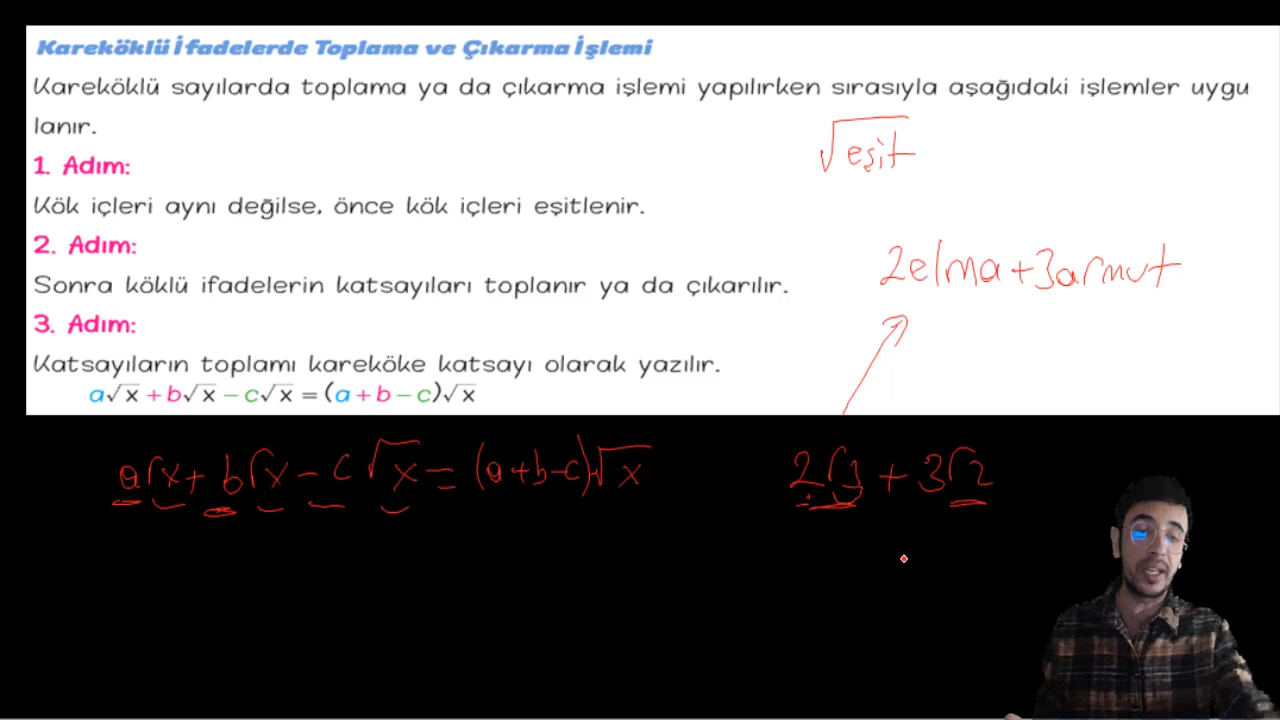 Kareköklü İfadelerde Toplama ve Çıkarma İşlemi
Kareköklü sayılarda toplama ya da çıkarma işlemi yapılırken sırasıyla aşağıdaki işlemler uygu
lanır.
√eşit
1. Adım:
Kök içleri aynı değilse, önce kök içleri eşitlenir.
2. Adım:
2elma+3armut
Sonra köklü ifadelerin katsayıları toplanır ya da çıkarılır.
3. Adım:
Katsayıların toplamı kareköke katsayı olarak yazılır.
a√x + b√x - c√x = (a + b - c)√x
a√x + b√x - c√x = (a+b-c)√x
2√3 + 3√2